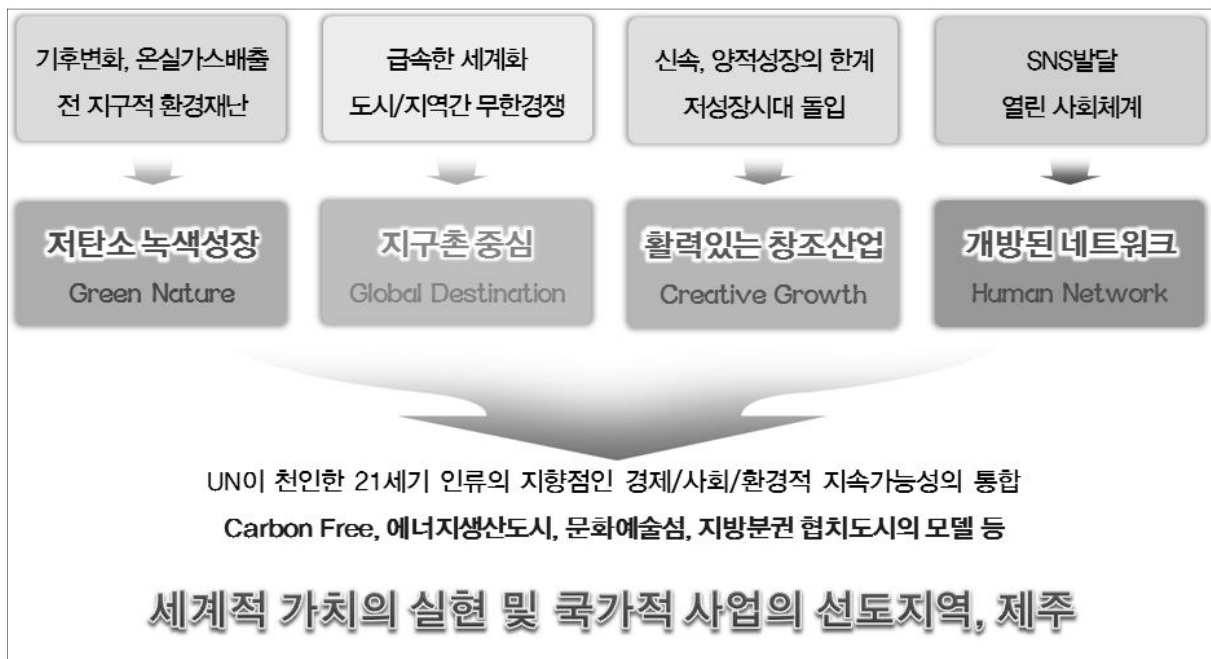 기후변화, 온실가스배출
전 지구적 환경재난
급속한 세계화
도시/지역간 무한경쟁
신속, 양적성장의 한계
저성장시대 돌입
SNS발달
열린 사회체계
저탄소 녹색성장
Green Nature
지구촌 중심
Global Destination
활력있는 창조산업
Creative Growth
개방된 네트워크
Human Network
UN이 천인한 21세기 인류의 지향점인 경제/사회/환경적 지속가능성의 통합
Carbon Free, 에너지생산도시, 문화예술섬, 지방분권 협치도시의 모델 등
세계적 가치의 실현 및 국가적 사업의 선도지역, 제주